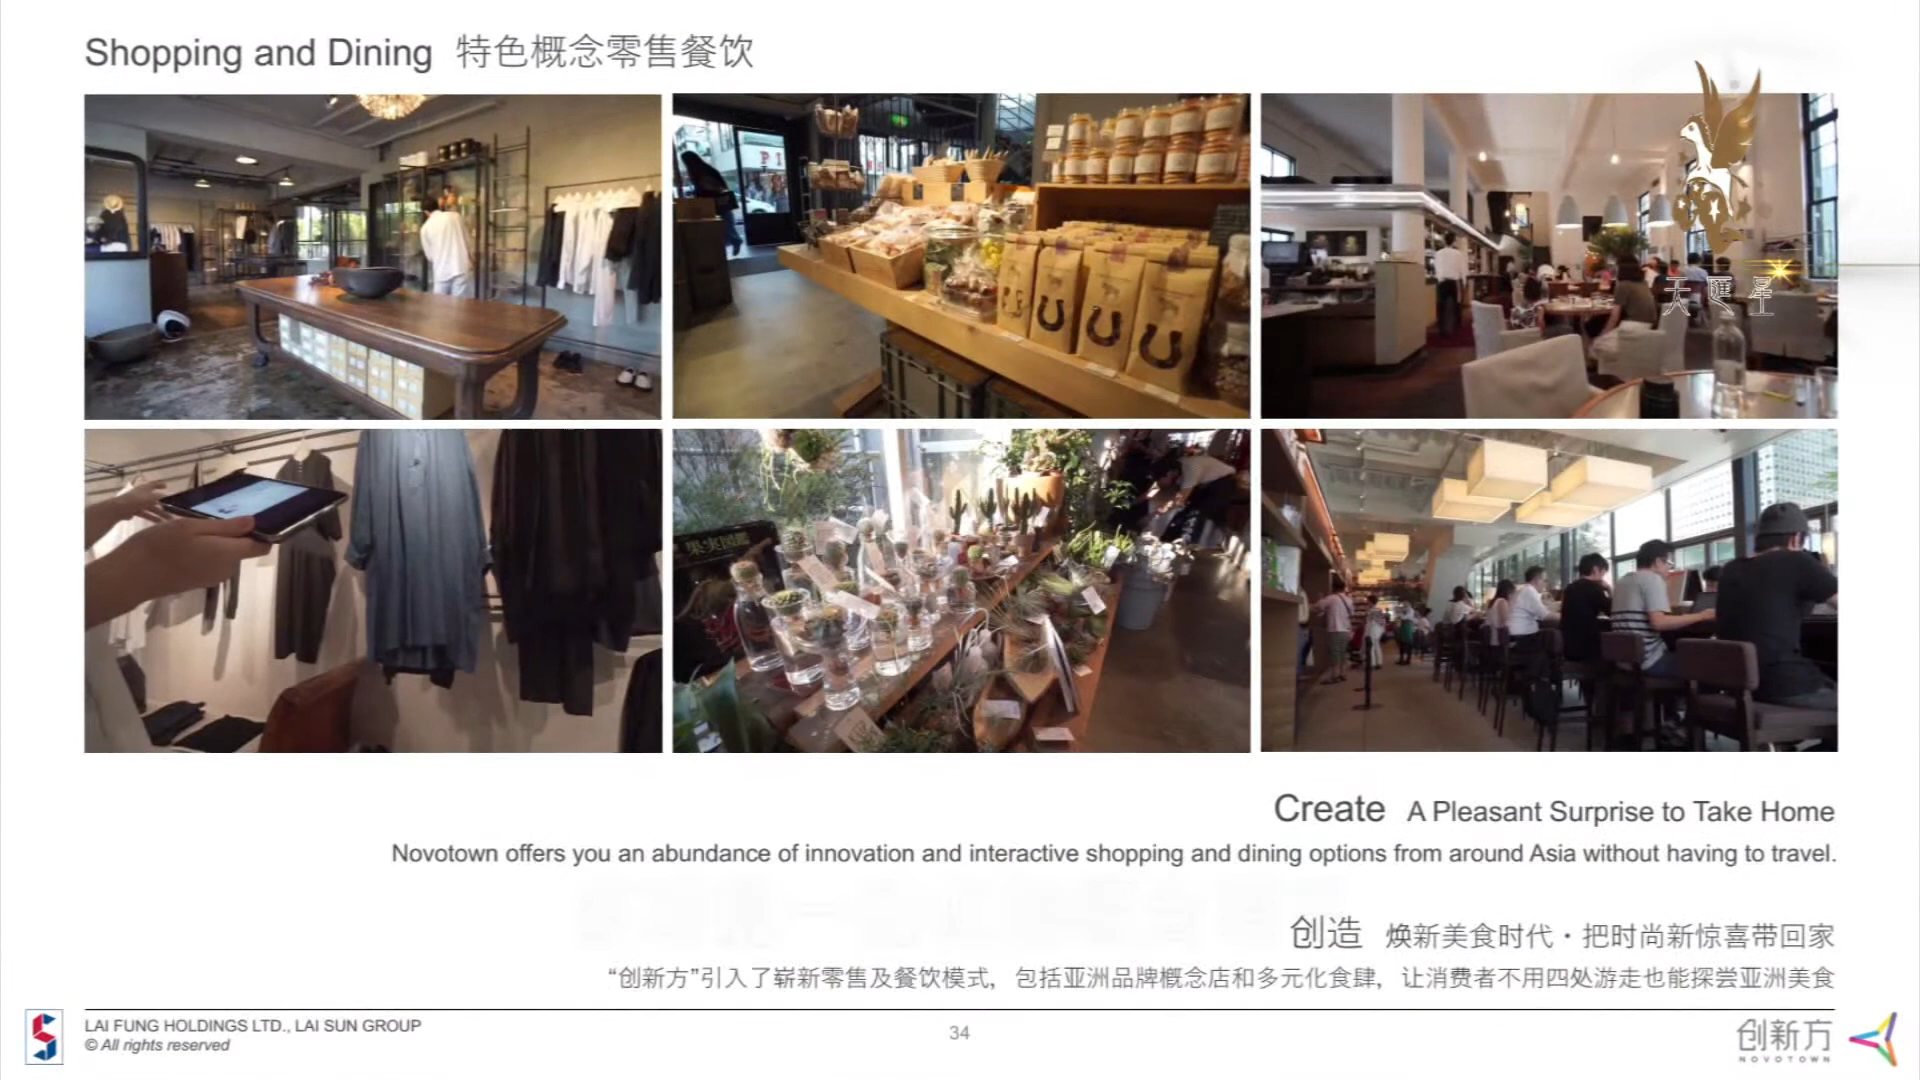 Shopping and Dining 特色概念零售餐饮
P I
天匯星
果実図鑑
Create A Pleasant Surprise to Take Home
Novotown offers you an abundance of innovation and interactive shopping and dining options from around Asia without having to travel.
创造 焕新美食时代・把时尚新惊喜带回家
“创新方”引入了崭新零售及餐饮模式，包括亚洲品牌概念店和多元化食肆，让消费者不用四处游走也能探尝亚洲美食
LAI FUNG HOLDINGS LTD., LAI SUN GROUP
© All rights reserved
34
创新方
NOVOTOWN